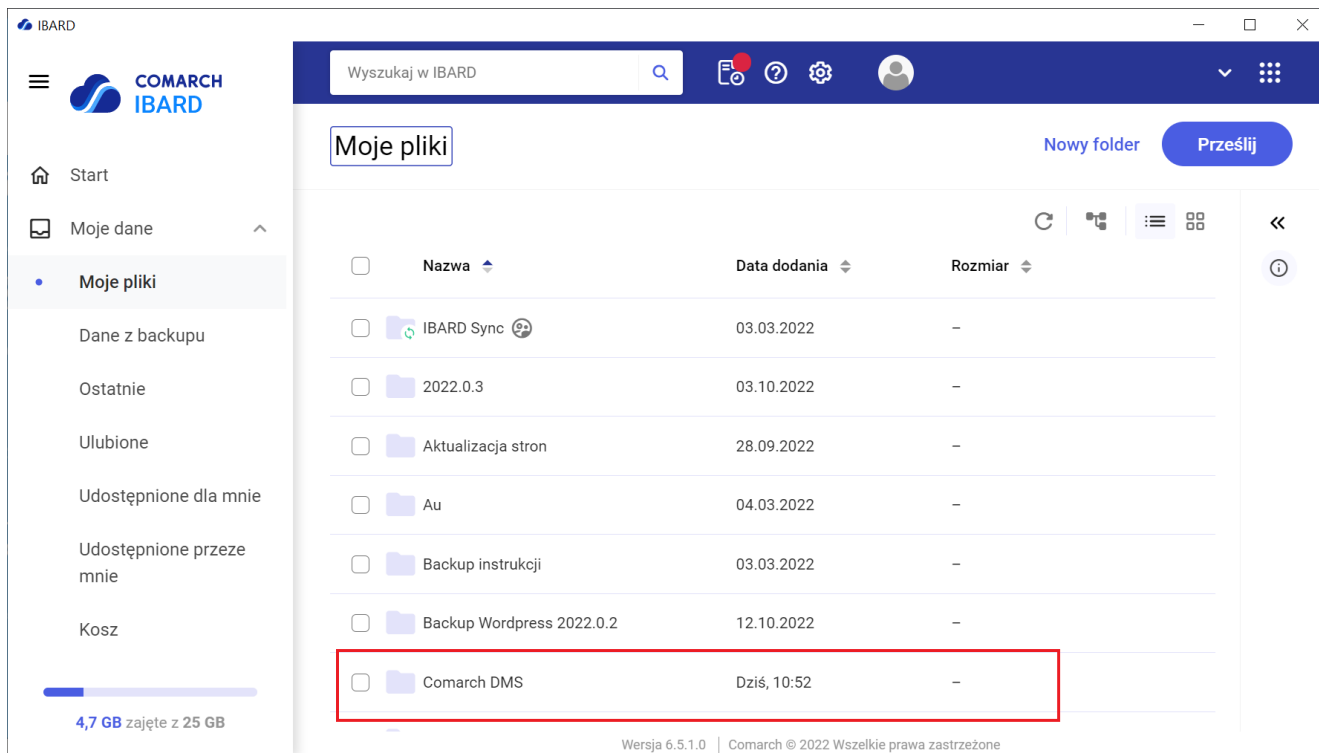 IBARD
COMARCH
IBARD
Start
Moje dane
Moje pliki
Dane z backupu
Ostatnie
Ulubione
Udostępnione dla mnie
Udostępnione przeze
mnie
Kosz
4,7 GB zajęte z 25 GB
Wyszukaj w IBARD
Moje pliki
Nowy folder
Prześlij
Nazwa Data dodania Rozmiar
IBARD Sync 03.03.2022 –
2022.0.3 03.10.2022 –
Aktualizacja stron 28.09.2022 –
Au 04.03.2022 –
Backup instrukcji 03.03.2022 –
Backup Wordpress 2022.0.2 12.10.2022 –
Comarch DMS Dziś, 10:52 –
Wersja 6.5.1.0 | Comarch © 2022 Wszelkie prawa zastrzeżone